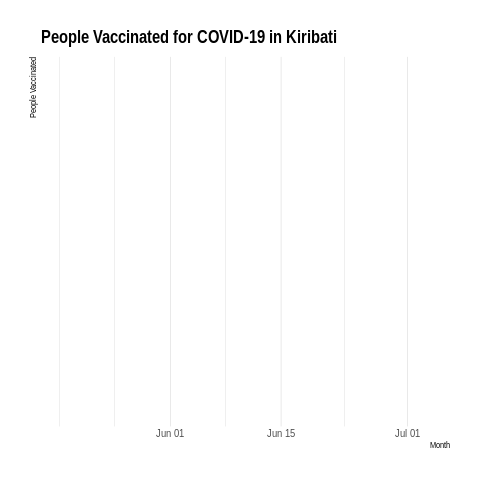 People Vaccinated for COVID-19 in Kiribati
People Vaccinated
Jun 01
Jun 15
Jul 01
Month